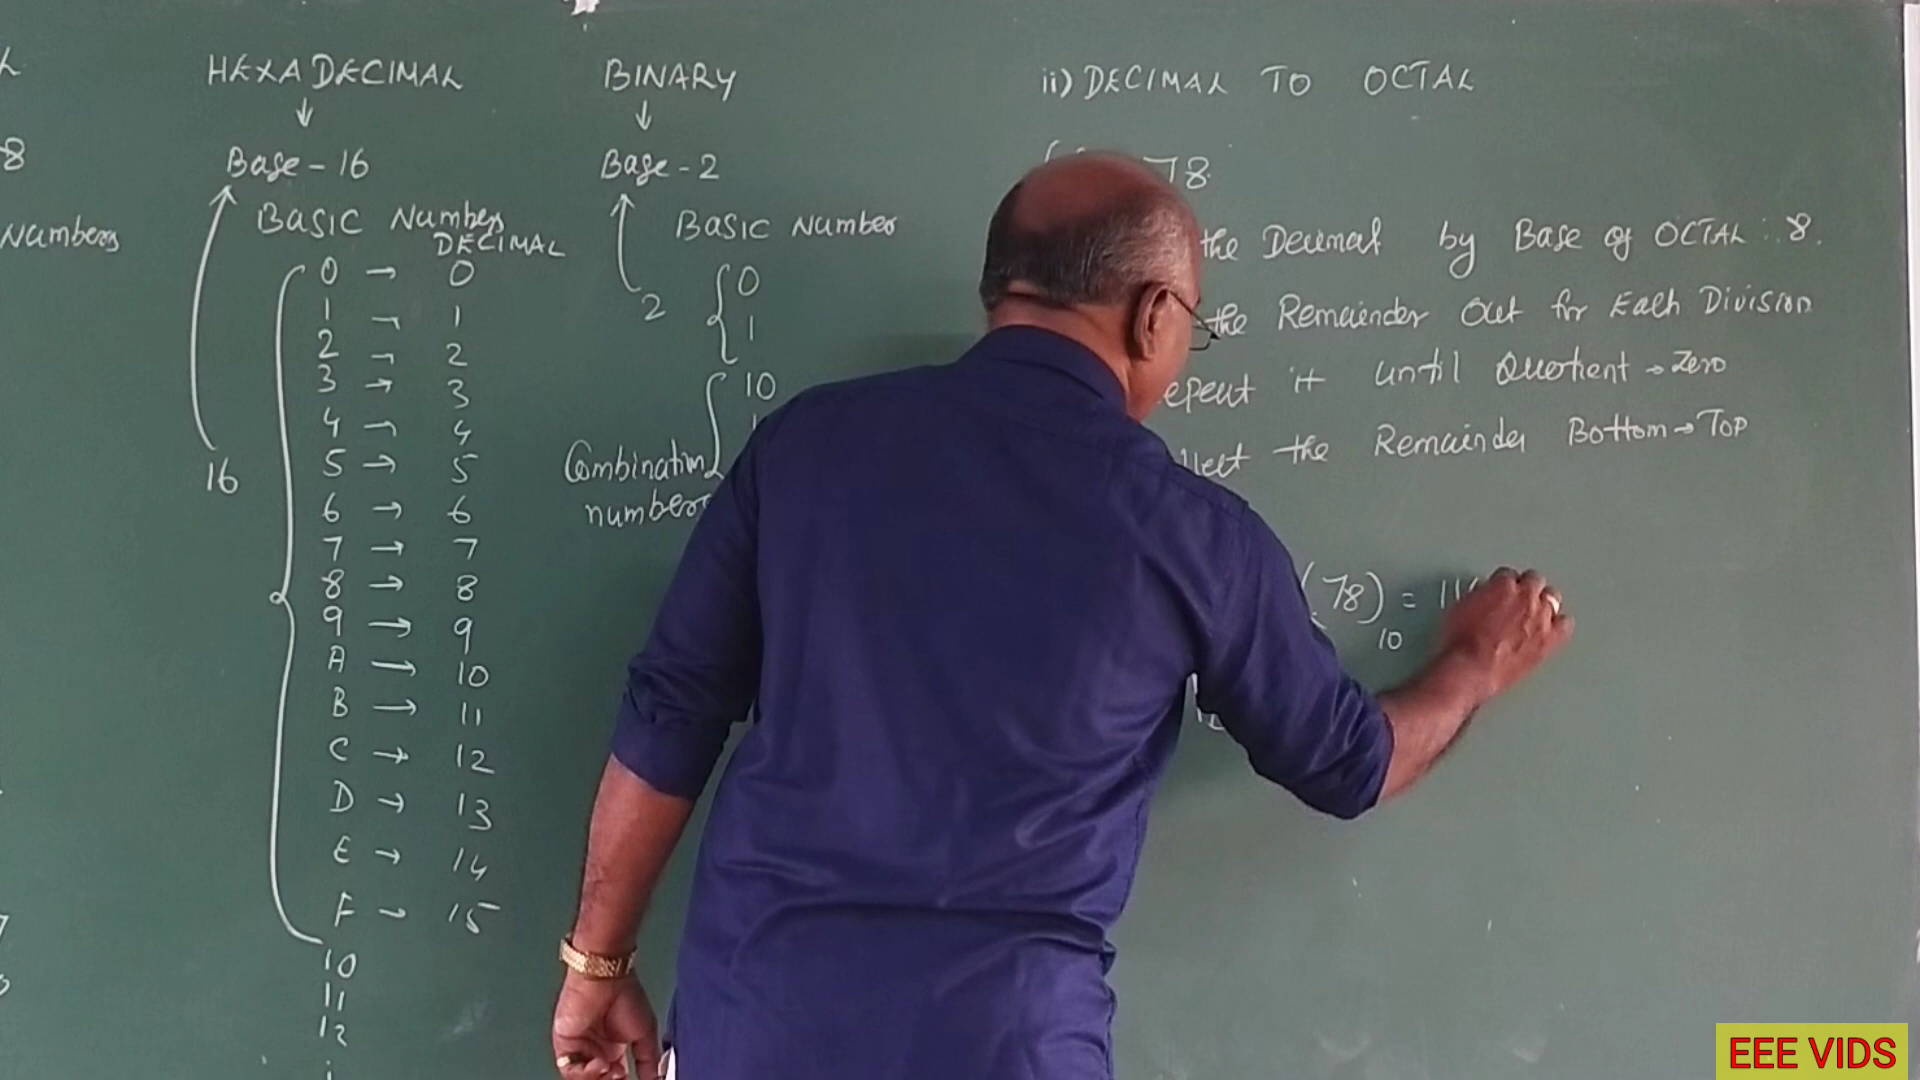 8
Numbers
HEXA DECIMAL
↓
Base - 16
BASIC Numbers
DECIMAL
0 → 0
1 → 1
2 → 2
3 → 3
4 → 4
5 → 5
6 → 6
7 → 7
8 → 8
9 → 9
A → 10
B → 11
C → 12
D → 13
E → 14
F → 15
10
11
12
16
BINARY
↓
Base - 2
BASIC Number
2
0
1
10
Combination
numbers
ii) DECIMAL TO OCTAL
78
the Decimal by Base of OCTAL : 8.
the Remainder Out for Each Division
epeat it until Quotient → Zero
llect the Remainder Bottom → Top
(78)10 = 11
EEE VIDS